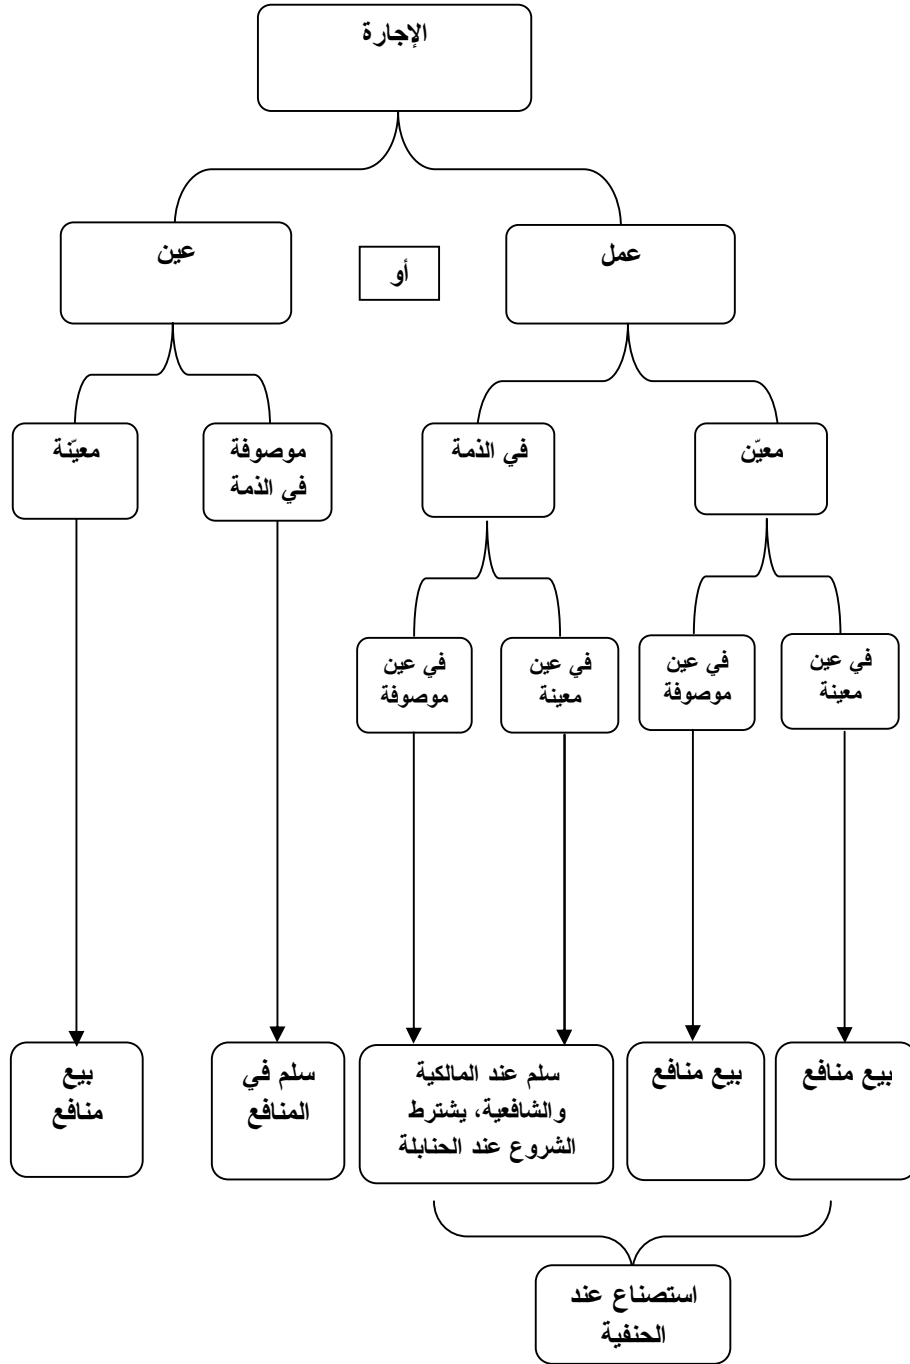 الإجارة
عمل
أو
عين
معيّن
في الذمة
موصوفة
في الذمة
معيّنة
في عين
معينة
في عين
موصوفة
في عين
معينة
في عين
موصوفة
بيع منافع
بيع منافع
سلم عند المالكية
والشافعية، يشترط
الشروع عند الحنابلة
سلم في
المنافع
بيع
منافع
استصناع عند
الحنفية